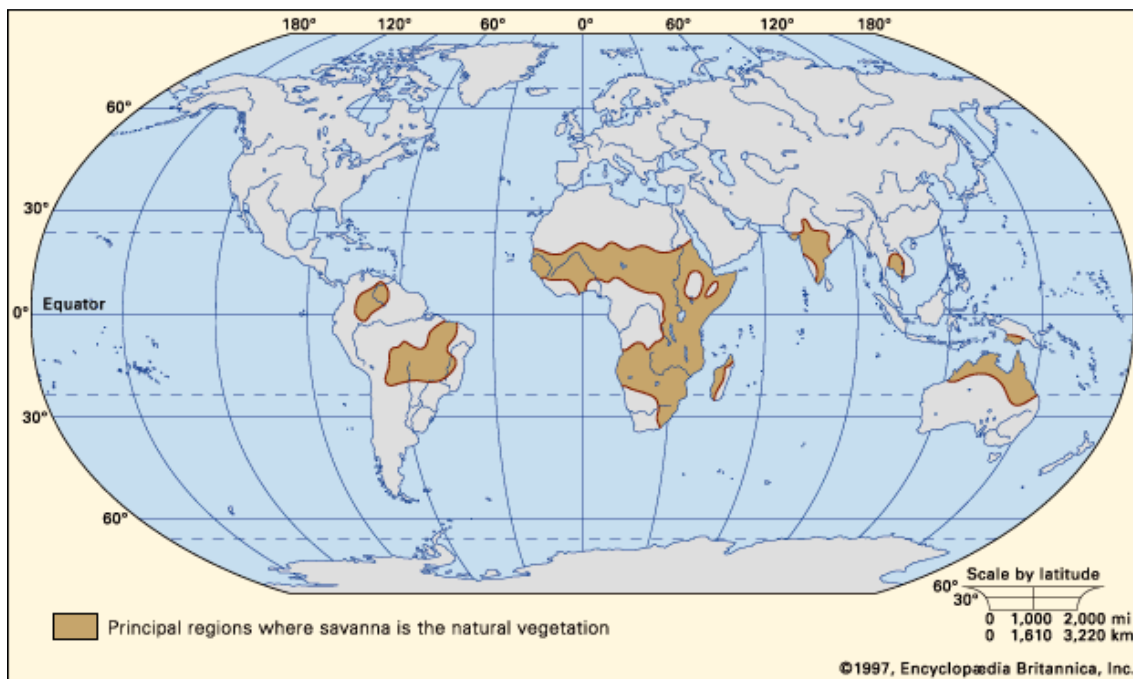 180° 120° 60° 0° 60° 120° 180°
60°
30°
Equator
0°
30°
60°
Principal regions where savanna is the natural vegetation
Scale by latitude
60°
30°
0 1,000 2,000 mi
0 1,610 3,220 km
©1997, Encyclopædia Britannica, Inc.